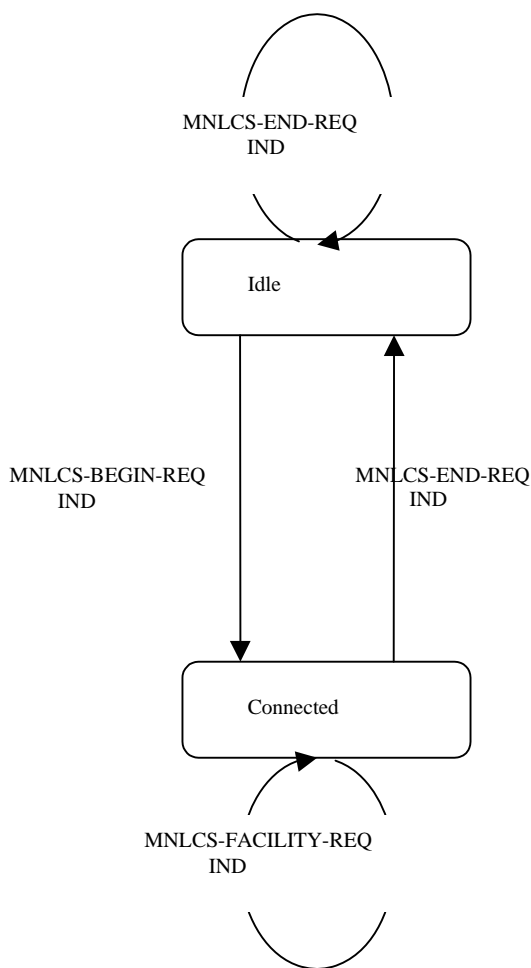 MNLCS-END-REQ
IND
Idle
MNLCS-BEGIN-REQ
IND
MNLCS-END-REQ
IND
Connected
MNLCS-FACILITY-REQ
IND